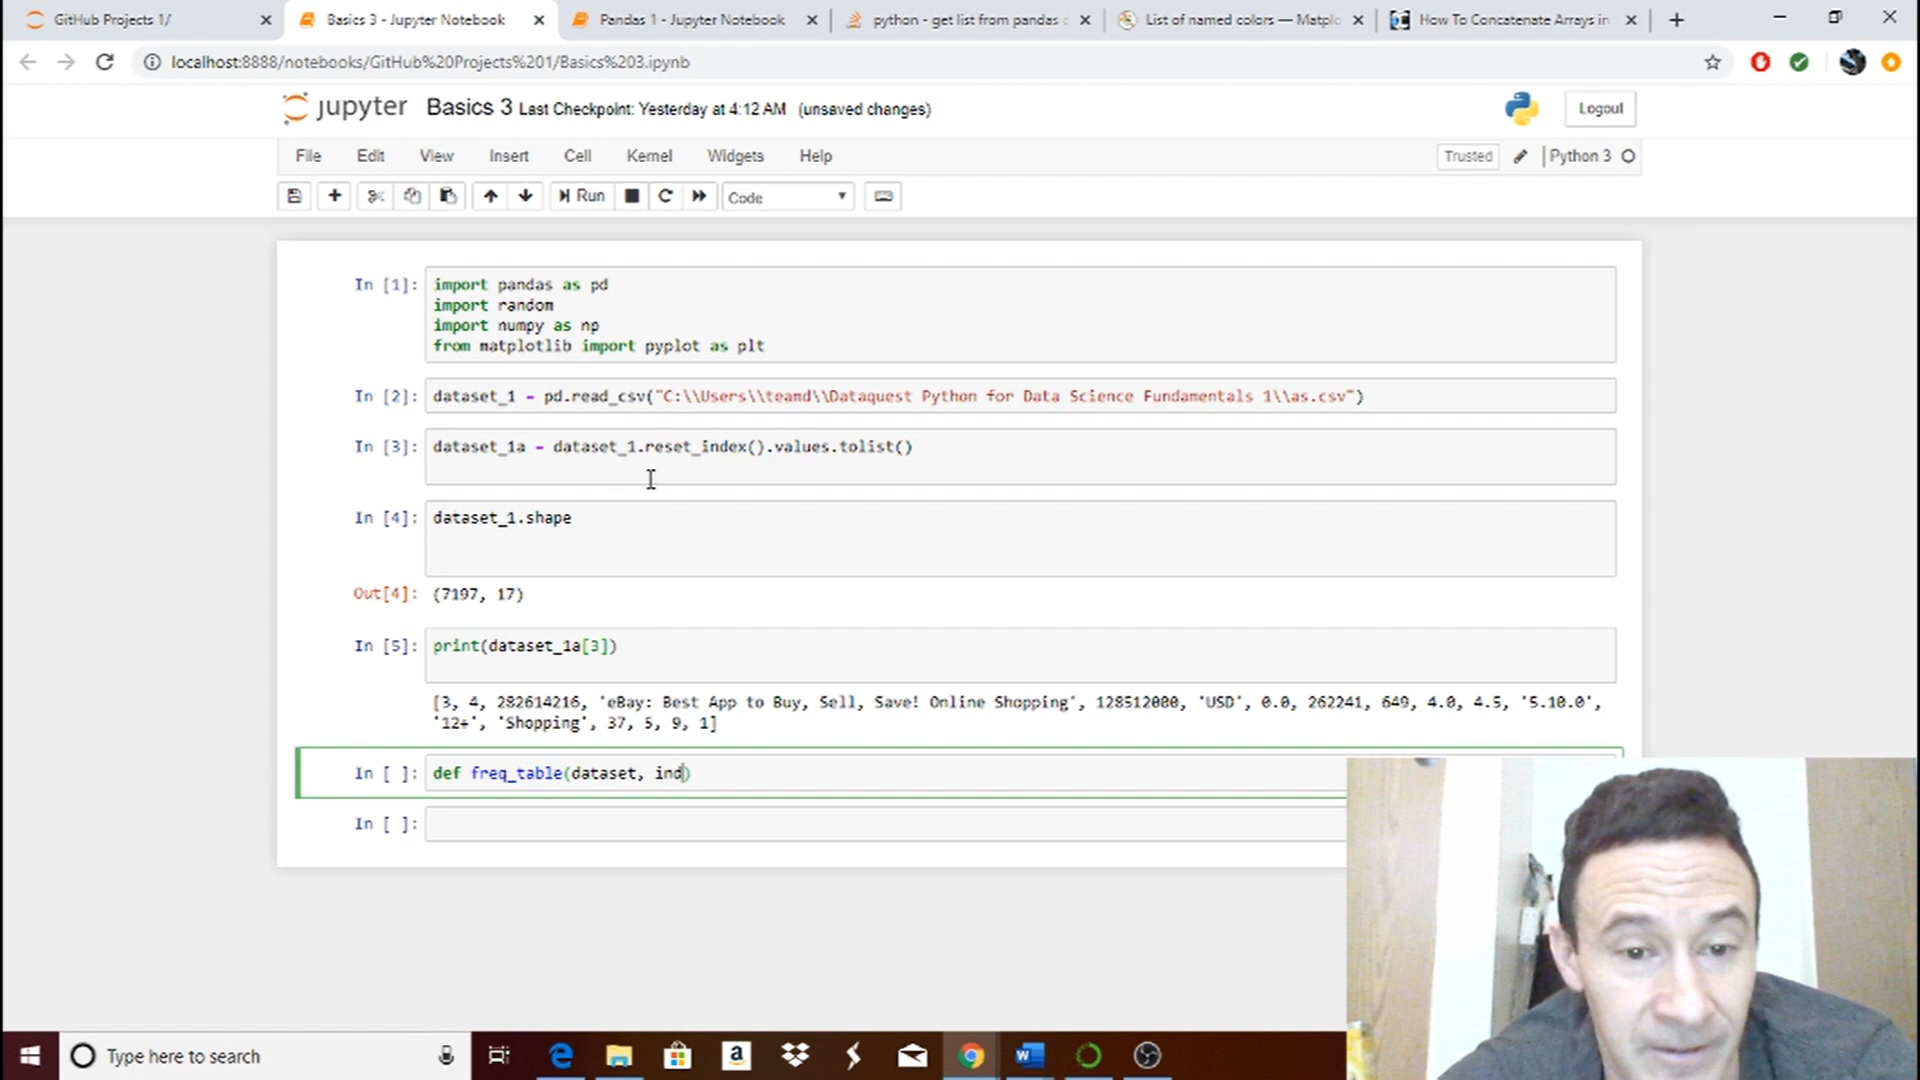 GitHub Projects 1/
Basics 3 - Jupyter Notebook
Pandas 1 - Jupyter Notebook
python - get list from pandas
List of named colors — Matplo
How To Concatenate Arrays in
localhost:8888/notebooks/GitHub%20Projects%201/Basics%203.ipynb
jupyter Basics 3 Last Checkpoint: Yesterday at 4:12 AM (unsaved changes)
Logout
File Edit View Insert Cell Kernel Widgets Help
Trusted Python 3
Run
Code
In [1]: import pandas as pd
import random
import numpy as np
from matplotlib import pyplot as plt
In [2]: dataset_1 = pd.read_csv("C:\\Users\\teamd\\Dataquest Python for Data Science Fundamentals 1\\as.csv")
In [3]: dataset_1a = dataset_1.reset_index().values.tolist()
In [4]: dataset_1.shape
Out[4]: (7197, 17)
In [5]: print(dataset_1a[3])
[3, 4, 282614216, 'eBay: Best App to Buy, Sell, Save! Online Shopping', 128512000, 'USD', 0.0, 262241, 649, 4.0, 4.5, '5.10.0',
'12+', 'Shopping', 37, 5, 9, 1]
In [ ]: def freq_table(dataset, ind)
In [ ]:
Type here to search